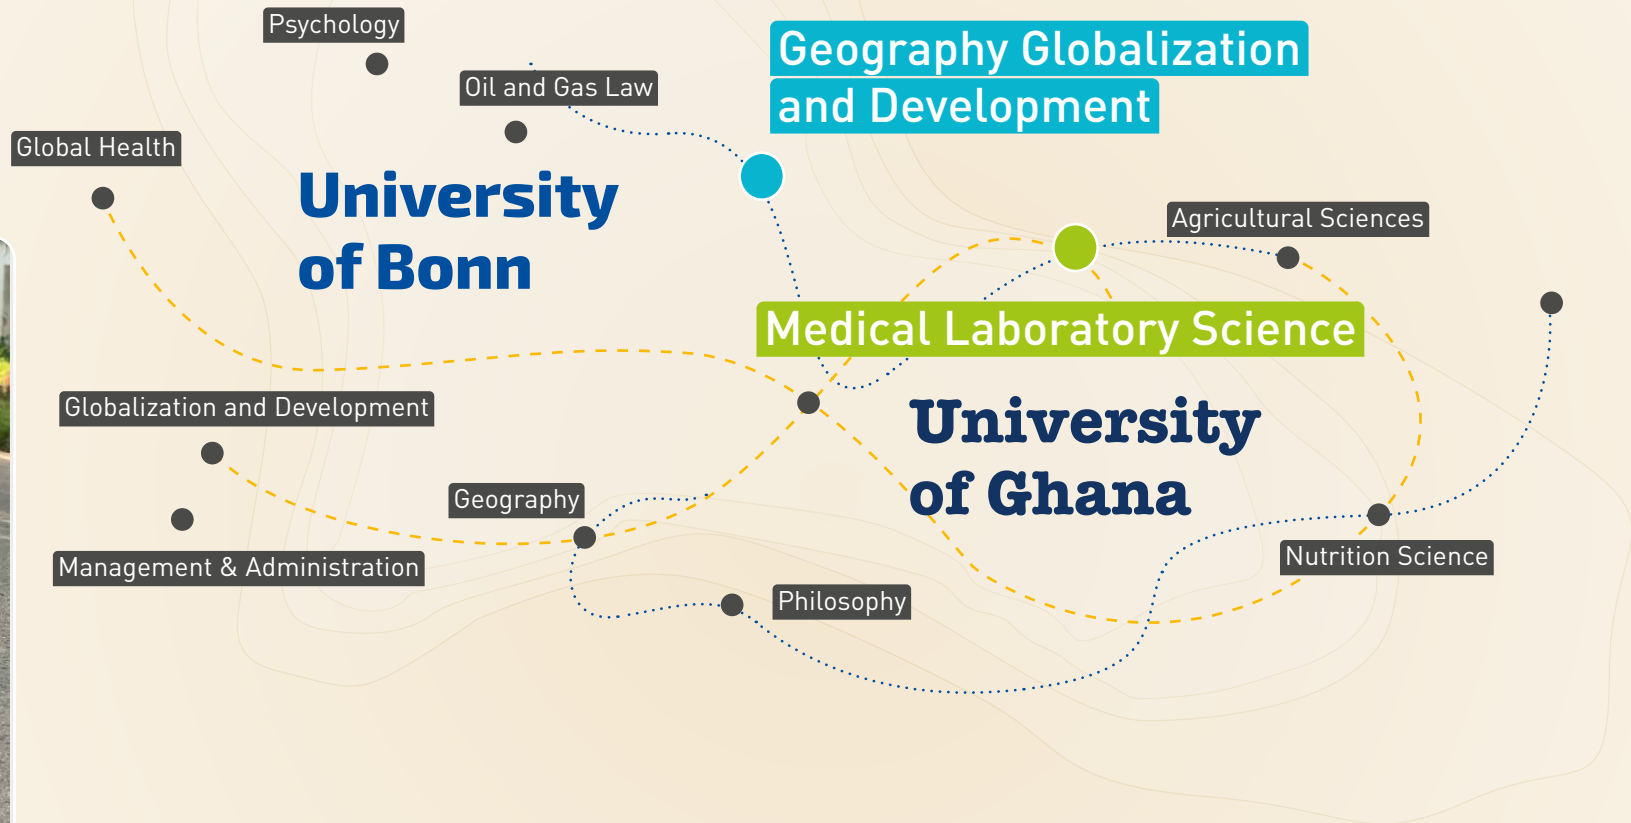 Psychology
Geography Globalization
and Development
Oil and Gas Law
Global Health
University
of Bonn
Agricultural Sciences
Medical Laboratory Science
Globalization and Development
University
of Ghana
Geography
Management & Administration
Nutrition Science
Philosophy